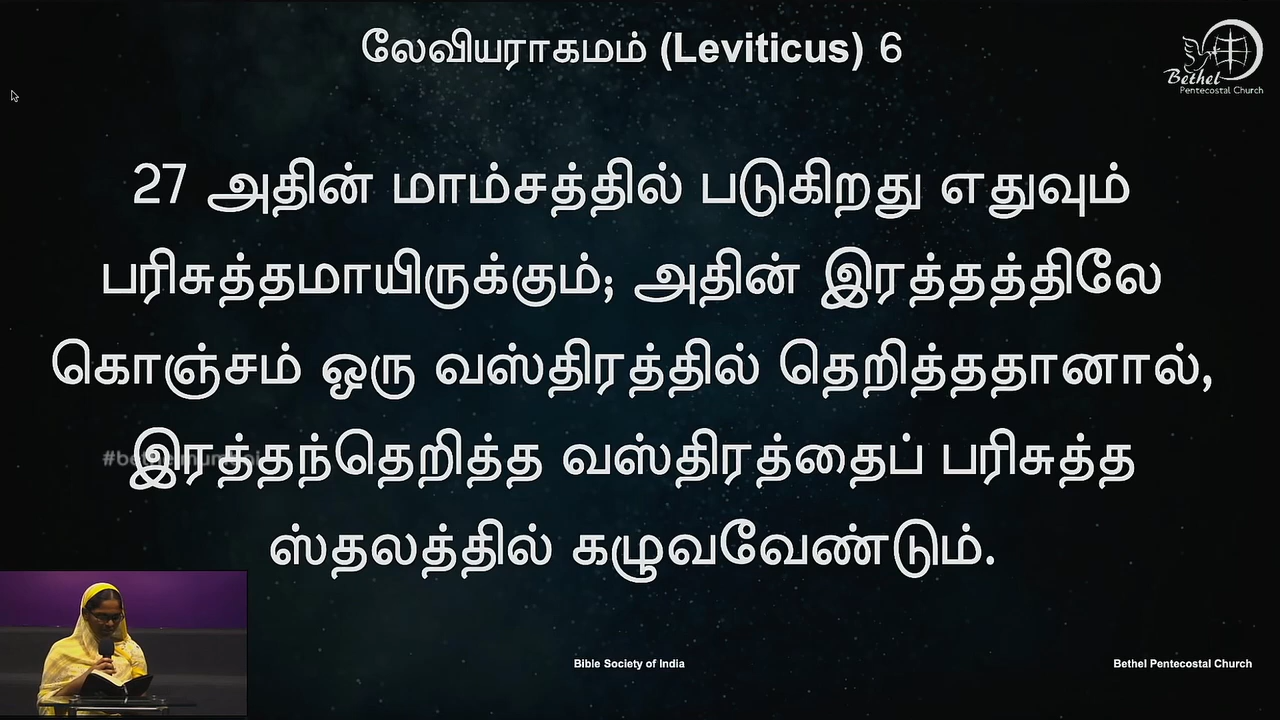 லேவியராகமம் (Leviticus) 6
Bethel
Pentecostal Church
27 அதின் மாம்சத்தில் படுகிறது எதுவும்
பரிசுத்தமாயிருக்கும்; அதின் இரத்தத்திலே
கொஞ்சம் ஒரு வஸ்திரத்தில் தெறித்ததானால்,
இரத்தந்தெறித்த வஸ்திரத்தைப் பரிசுத்த
ஸ்தலத்தில் கழுவவேண்டும்.
Bible Society of India
Bethel Pentecostal Church